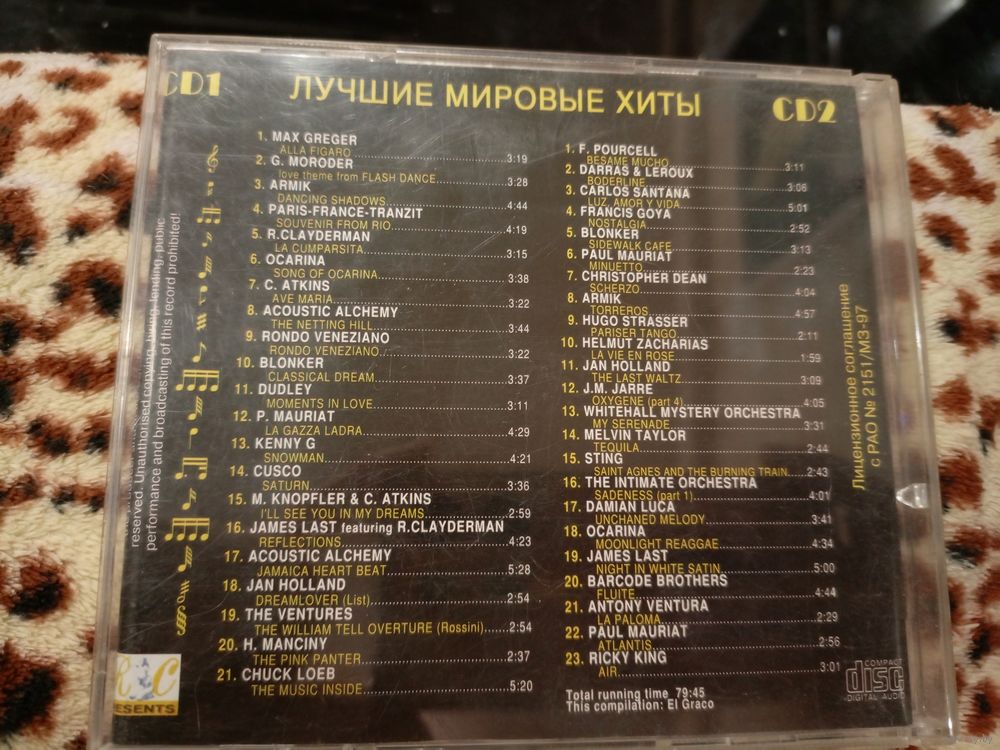 CD1
ЛУЧШИЕ МИРОВЫЕ ХИТЫ
CD2
1. MAX GREGER
ALLA FIGARO 3:19
2. G. MORODER
love theme from FLASH DANCE 3:28
3. ARMIK
DANCING SHADOWS 4:44
4. PARIS-FRANCE-TRANZIT
SOUVENIR FROM RIO 4:19
5. R.CLAYDERMAN
LA CUMPARSITA 3:15
6. OCARINA
SONG OF OCARINA 3:38
7. C. ATKINS
AVE MARIA 3:22
8. ACOUSTIC ALCHEMY
THE NETTING HILL 3:44
9. RONDO VENEZIANO
RONDO VENEZIANO 3:22
10. BLONKER
CLASSICAL DREAM 3:37
11. DUDLEY
MOMENTS IN LOVE 3:11
12. P. MAURIAT
LA GAZZA LADRA 4:29
13. KENNY G
SNOWMAN 4:21
14. CUSCO
SATURN 3:36
15. M. KNOPFLER & C. ATKINS
I'LL SEE YOU IN MY DREAMS 2:59
16. JAMES LAST featuring R.CLAYDERMAN
REFLECTIONS 4:23
17. ACOUSTIC ALCHEMY
JAMAICA HEART BEAT 5:28
18. JAN HOLLAND
DREAMLOVER (List) 2:54
19. THE VENTURES
THE WILLIAM TELL OVERTURE (Rossini) 2:54
20. H. MANCINY
THE PINK PANTER 2:37
21. CHUCK LOEB
THE MUSIC INSIDE 5:20
1. F. POURCELL
BESAME MUCHO 3:11
2. DARRAS & LEROUX
BODERLINE 3:06
3. CARLOS SANTANA
LUZ, AMOR Y VIDA 5:01
4. FRANCIS GOYA
NOSTALGIA 2:52
5. BLONKER
SIDEWALK CAFE 3:13
6. PAUL MAURIAT
MINUETTO 2:23
7. CHRISTOPHER DEAN
SCHERZO 4:04
8. ARMIK
TORREROS 4:57
9. HUGO STRASSER
PARISER TANGO 2:11
10. HELMUT ZACHARIAS
LA VIE EN ROSE 1:59
11. JAN HOLLAND
THE LAST WALTZ 3:09
12. J.M. JARRE
OXYGENE (part 4) 4:05
13. WHITEHALL MYSTERY ORCHESTRA
MY SERENADE 3:31
14. MELVIN TAYLOR
TEQUILA 2:44
15. STING
SAINT AGNES AND THE BURNING TRAIN 2:43
16. THE INTIMATE ORCHESTRA
SADENESS (part 1) 4:01
17. DAMIAN LUCA
UNCHANED MELODY 3:41
18. OCARINA
MOONLIGHT REAGGAE 4:34
19. JAMES LAST
NIGHT IN WHITE SATIN 5:00
20. BARCODE BROTHERS
FLUITE 4:44
21. ANTONY VENTURA
LA PALOMA 2:29
22. PAUL MAURIAT
ATLANTIS 2:56
23. RICKY KING
AIR 3:01
Total running time 79:45
This compilation: El Graco
COMPACT
disc
DIGITAL AUDIO
reserved. Unauthorised copying, hiring, lending, public
performance and broadcasting of this record prohibited!
Лицензионное соглашение
с РАО № 2151/МЗ-97
R C
ESENTS